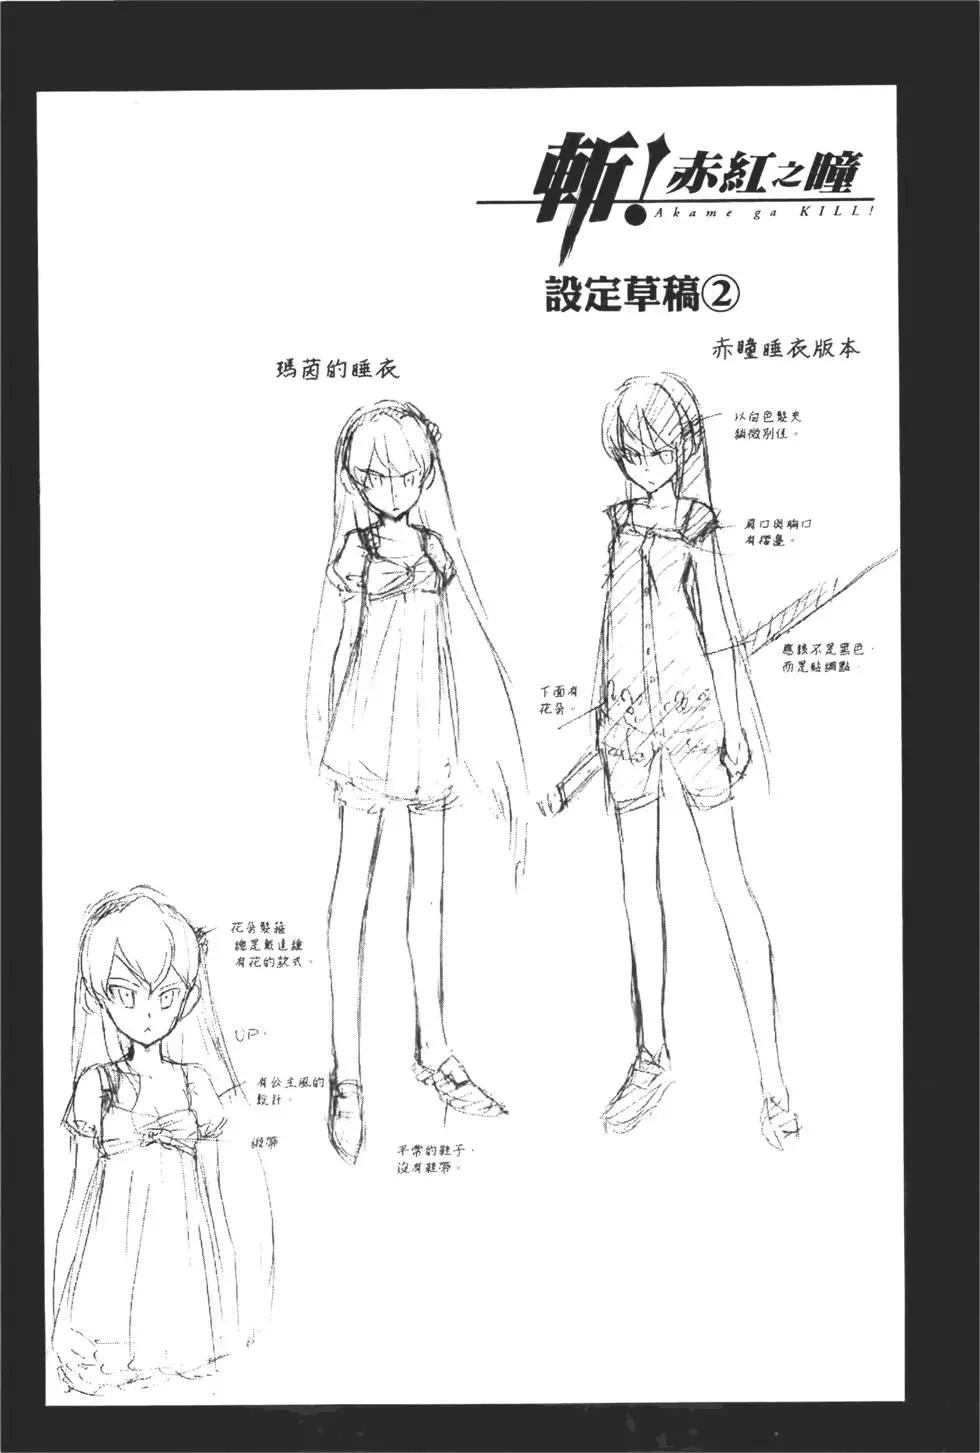 斬!赤紅之瞳
Akame ga KILL!
設定草稿②
赤瞳睡衣版本
瑪茵的睡衣
以白色髮夾
稍微別住。
肩口與胸口
有摺邊。
應該不是黑色,
而是貼網點。
下面有
花朵。
花朵髮箍
總是戴這種
有花的款式。
UP.
有公主風的
設計。
緞帶
平常的鞋子,
沒有鞋帶。